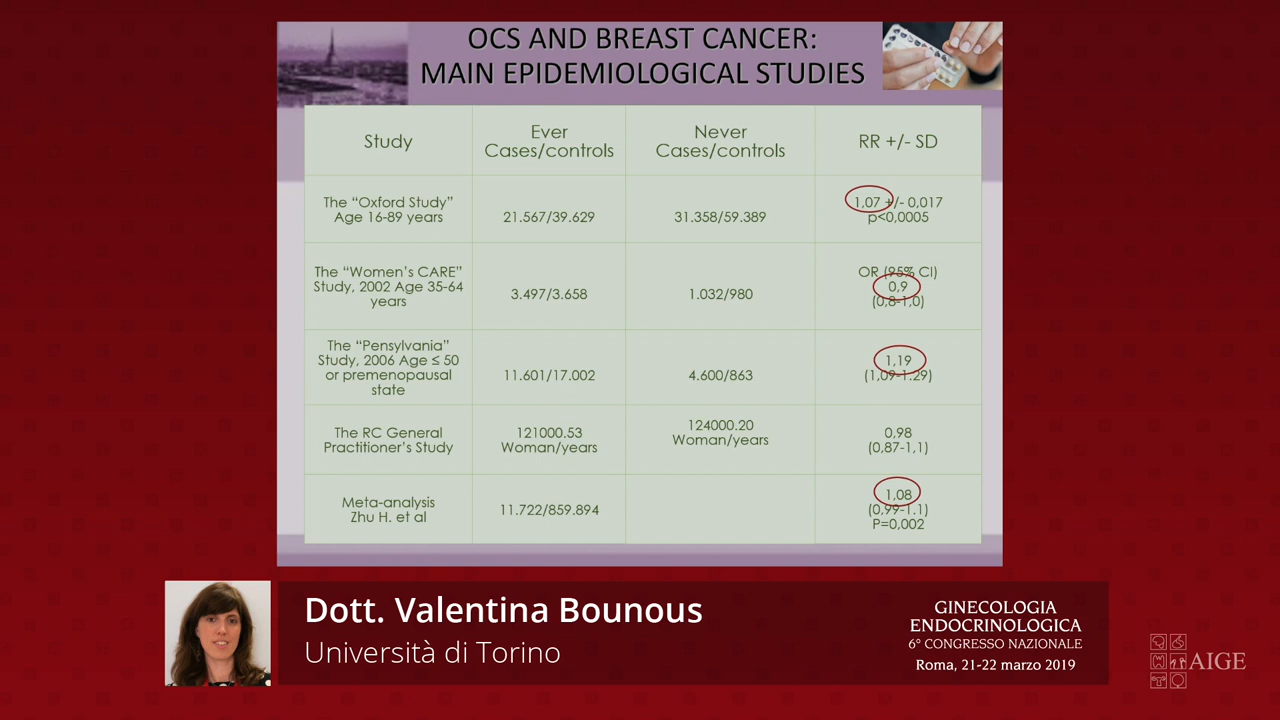 OCS AND BREAST CANCER:
MAIN EPIDEMIOLOGICAL STUDIES
Study
Ever
Cases/controls
Never
Cases/controls
RR +/- SD
The “Oxford Study”
Age 16-89 years
21.567/39.629
31.358/59.389
1,07 +/- 0,017
p<0,0005
The “Women’s CARE”
Study, 2002 Age 35-64
years
3.497/3.658
1.032/980
OR (95% CI)
0,9
(0,8-1,0)
The “Pensylvania”
Study, 2006 Age ≤ 50
or premenopausal
state
11.601/17.002
4.600/863
1,19
(1,09-1.29)
The RC General
Practitioner’s Study
121000.53
Woman/years
124000.20
Woman/years
0,98
(0,87-1,1)
Meta-analysis
Zhu H. et al
11.722/859.894
1,08
(0,99-1.1)
P=0,002
Dott. Valentina Bounous
Università di Torino
GINECOLOGIA
ENDOCRINOLOGICA
6° CONGRESSO NAZIONALE
Roma, 21-22 marzo 2019
AIGE